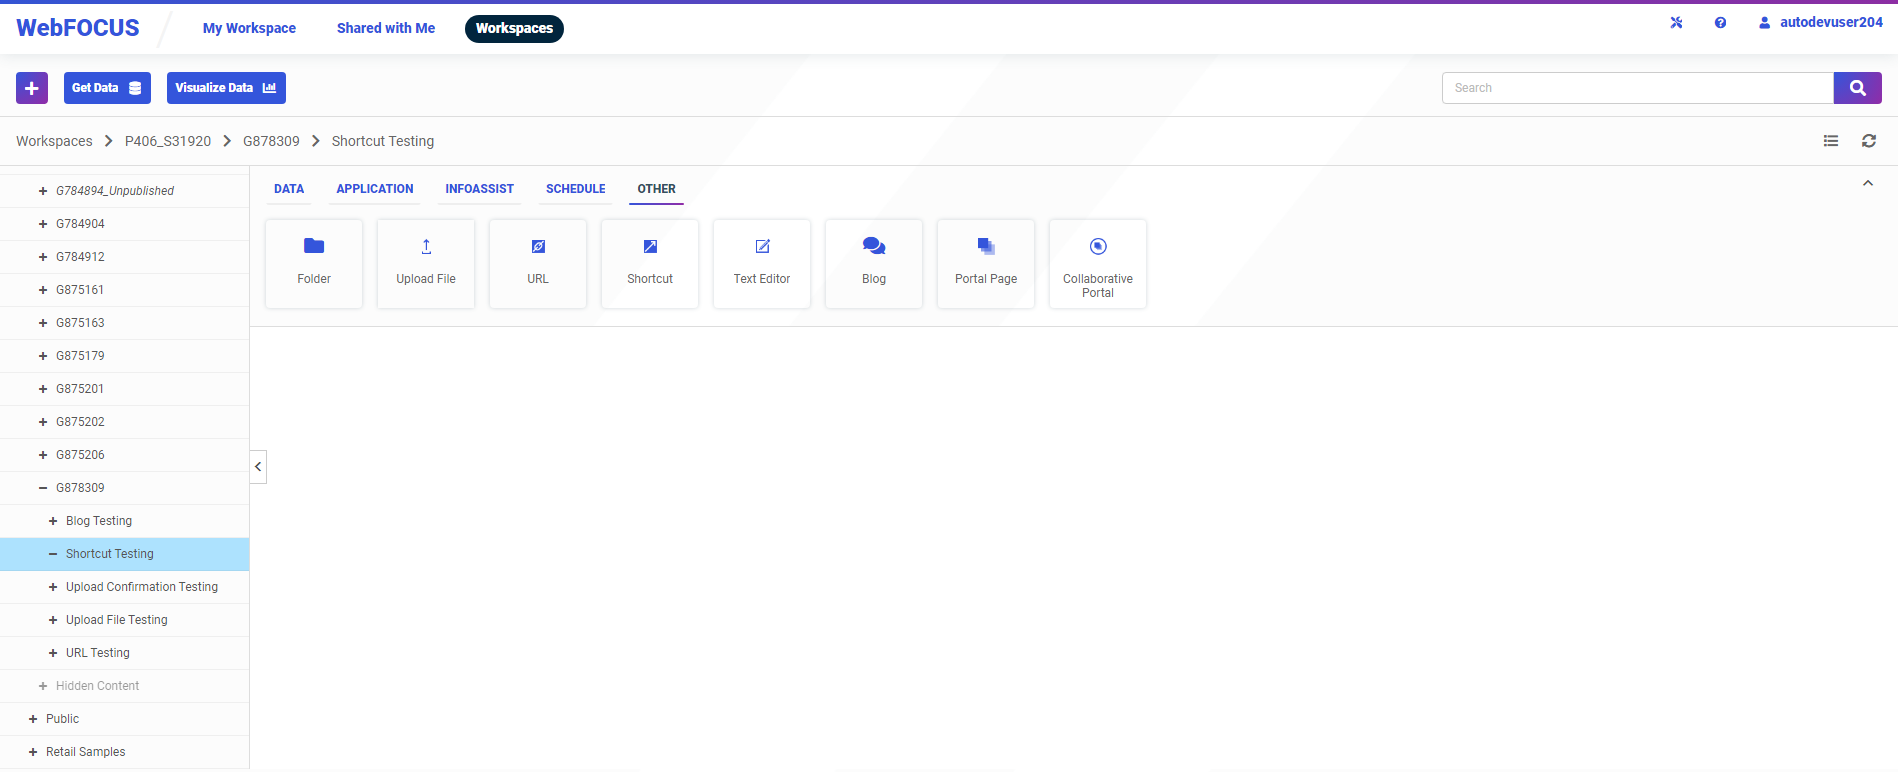 WebFOCUS
My Workspace
Shared with Me
Workspaces
autodevuser204
Get Data
Visualize Data
Search
Workspaces
P406_S31920
G878309
Shortcut Testing
G784894_Unpublished
G784904
G784912
G875161
G875163
G875179
G875201
G875202
G875206
G878309
Blog Testing
Shortcut Testing
Upload Confirmation Testing
Upload File Testing
URL Testing
Hidden Content
Public
Retail Samples
DATA
APPLICATION
INFOASSIST
SCHEDULE
OTHER
Folder
Upload File
URL
Shortcut
Text Editor
Blog
Portal Page
Collaborative
Portal